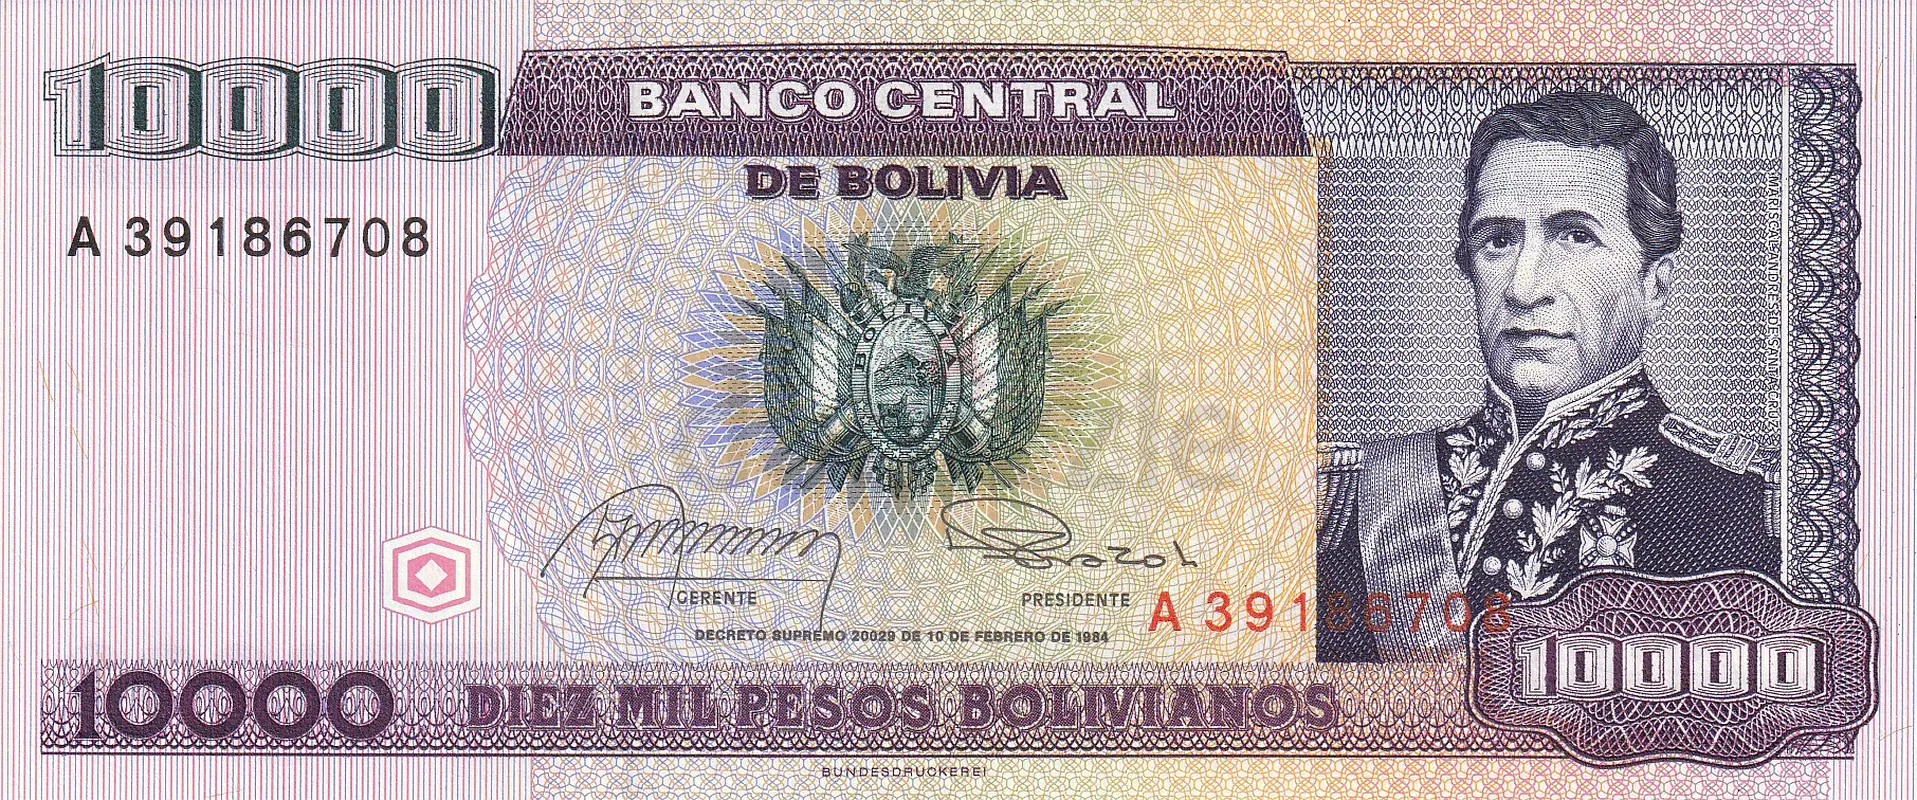 10000
BANCO CENTRAL
DE BOLIVIA
A 39186708
MARISCAL ANDRES DE SANTA CRUZ
BOLIVIA
GERENTE
PRESIDENTE
A 39186708
DECRETO SUPREMO 20029 DE 10 DE FEBRERO DE 1984
10000
DIEZ MIL PESOS BOLIVIANOS
10000
BUNDESDRUCKEREI